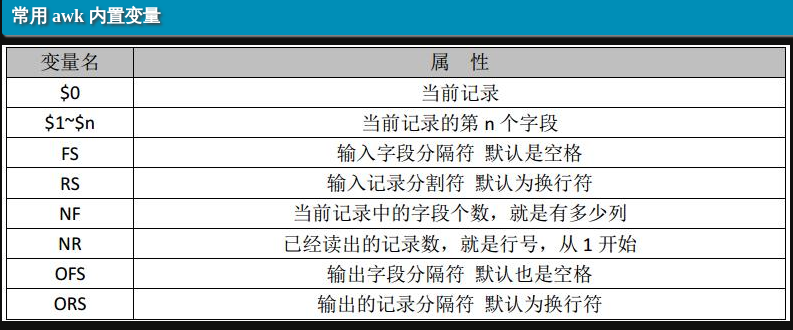 常用 awk 内置变量
变量名 属 性
$0 当前记录
$1~$n 当前记录的第 n 个字段
FS 输入字段分隔符 默认是空格
RS 输入记录分割符 默认为换行符
NF 当前记录中的字段个数，就是有多少列
NR 已经读出的记录数，就是行号，从 1 开始
OFS 输出字段分隔符 默认也是空格
ORS 输出的记录分隔符 默认为换行符